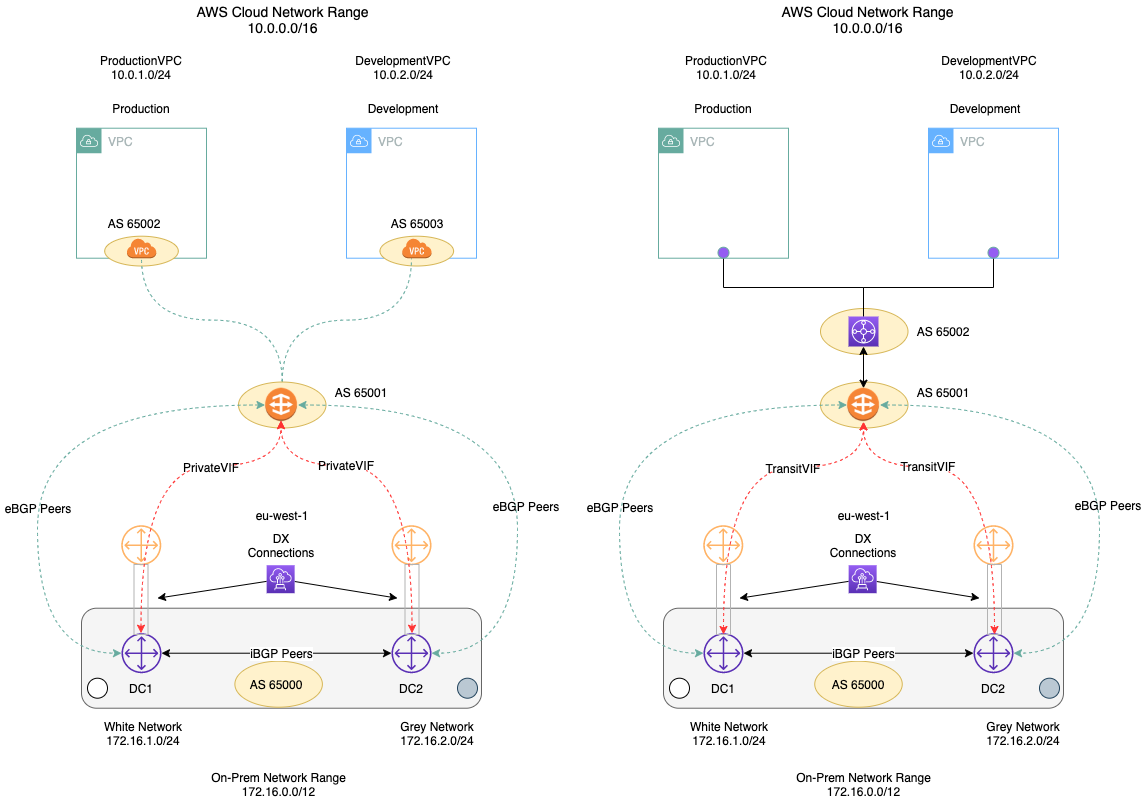 AWS Cloud Network Range
10.0.0.0/16
ProductionVPC
10.0.1.0/24
DevelopmentVPC
10.0.2.0/24
Production
Development
VPC
VPC
AS 65002
AS 65003
VPC
VPC
AS 65001
PrivateVIF
PrivateVIF
eBGP Peers
eBGP Peers
eu-west-1
DX
Connections
iBGP Peers
DC1
AS 65000
DC2
White Network
172.16.1.0/24
Grey Network
172.16.2.0/24
On-Prem Network Range
172.16.0.0/12
AWS Cloud Network Range
10.0.0.0/16
ProductionVPC
10.0.1.0/24
DevelopmentVPC
10.0.2.0/24
Production
Development
VPC
VPC
AS 65002
AS 65001
TransitVIF
TransitVIF
eBGP Peers
eBGP Peers
eu-west-1
DX
Connections
iBGP Peers
DC1
AS 65000
DC2
White Network
172.16.1.0/24
Grey Network
172.16.2.0/24
On-Prem Network Range
172.16.0.0/12